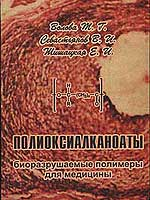 Волова Т. Г.
Севастьянов В. И.
Шишацкая Е. И.
ПОЛИОКСИАЛКАНОАТЫ
биоразрушаемые полимеры
для медицины